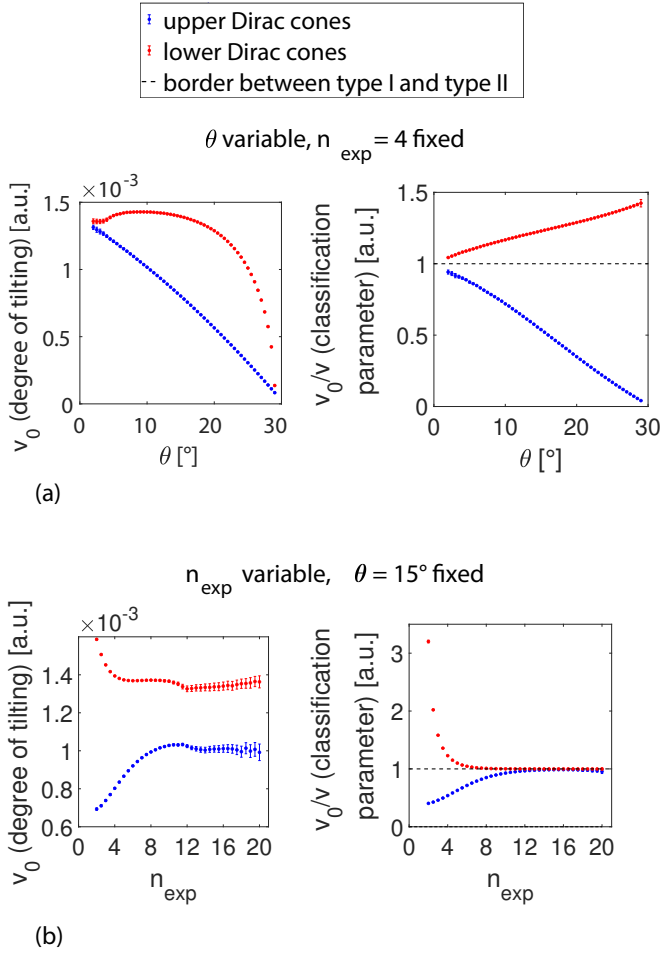 upper Dirac cones
lower Dirac cones
border between type I and type II
θ variable, n exp = 4 fixed
×10-3
v0 (degree of tilting) [a.u.]
1.5
1
0.5
0
0 10 20 30
θ [°]
v0/v (classification
parameter) [a.u.]
1.5
1
0.5
0
0 10 20 30
θ [°]
(a)
nexp variable, θ = 15° fixed
×10-3
v0 (degree of tilting) [a.u.]
1.4
1.2
1
0.8
0.6
0 4 8 12 16 20
nexp
v0/v (classification
parameter) [a.u.]
3
2
1
0
0 4 8 12 16 20
nexp
(b)